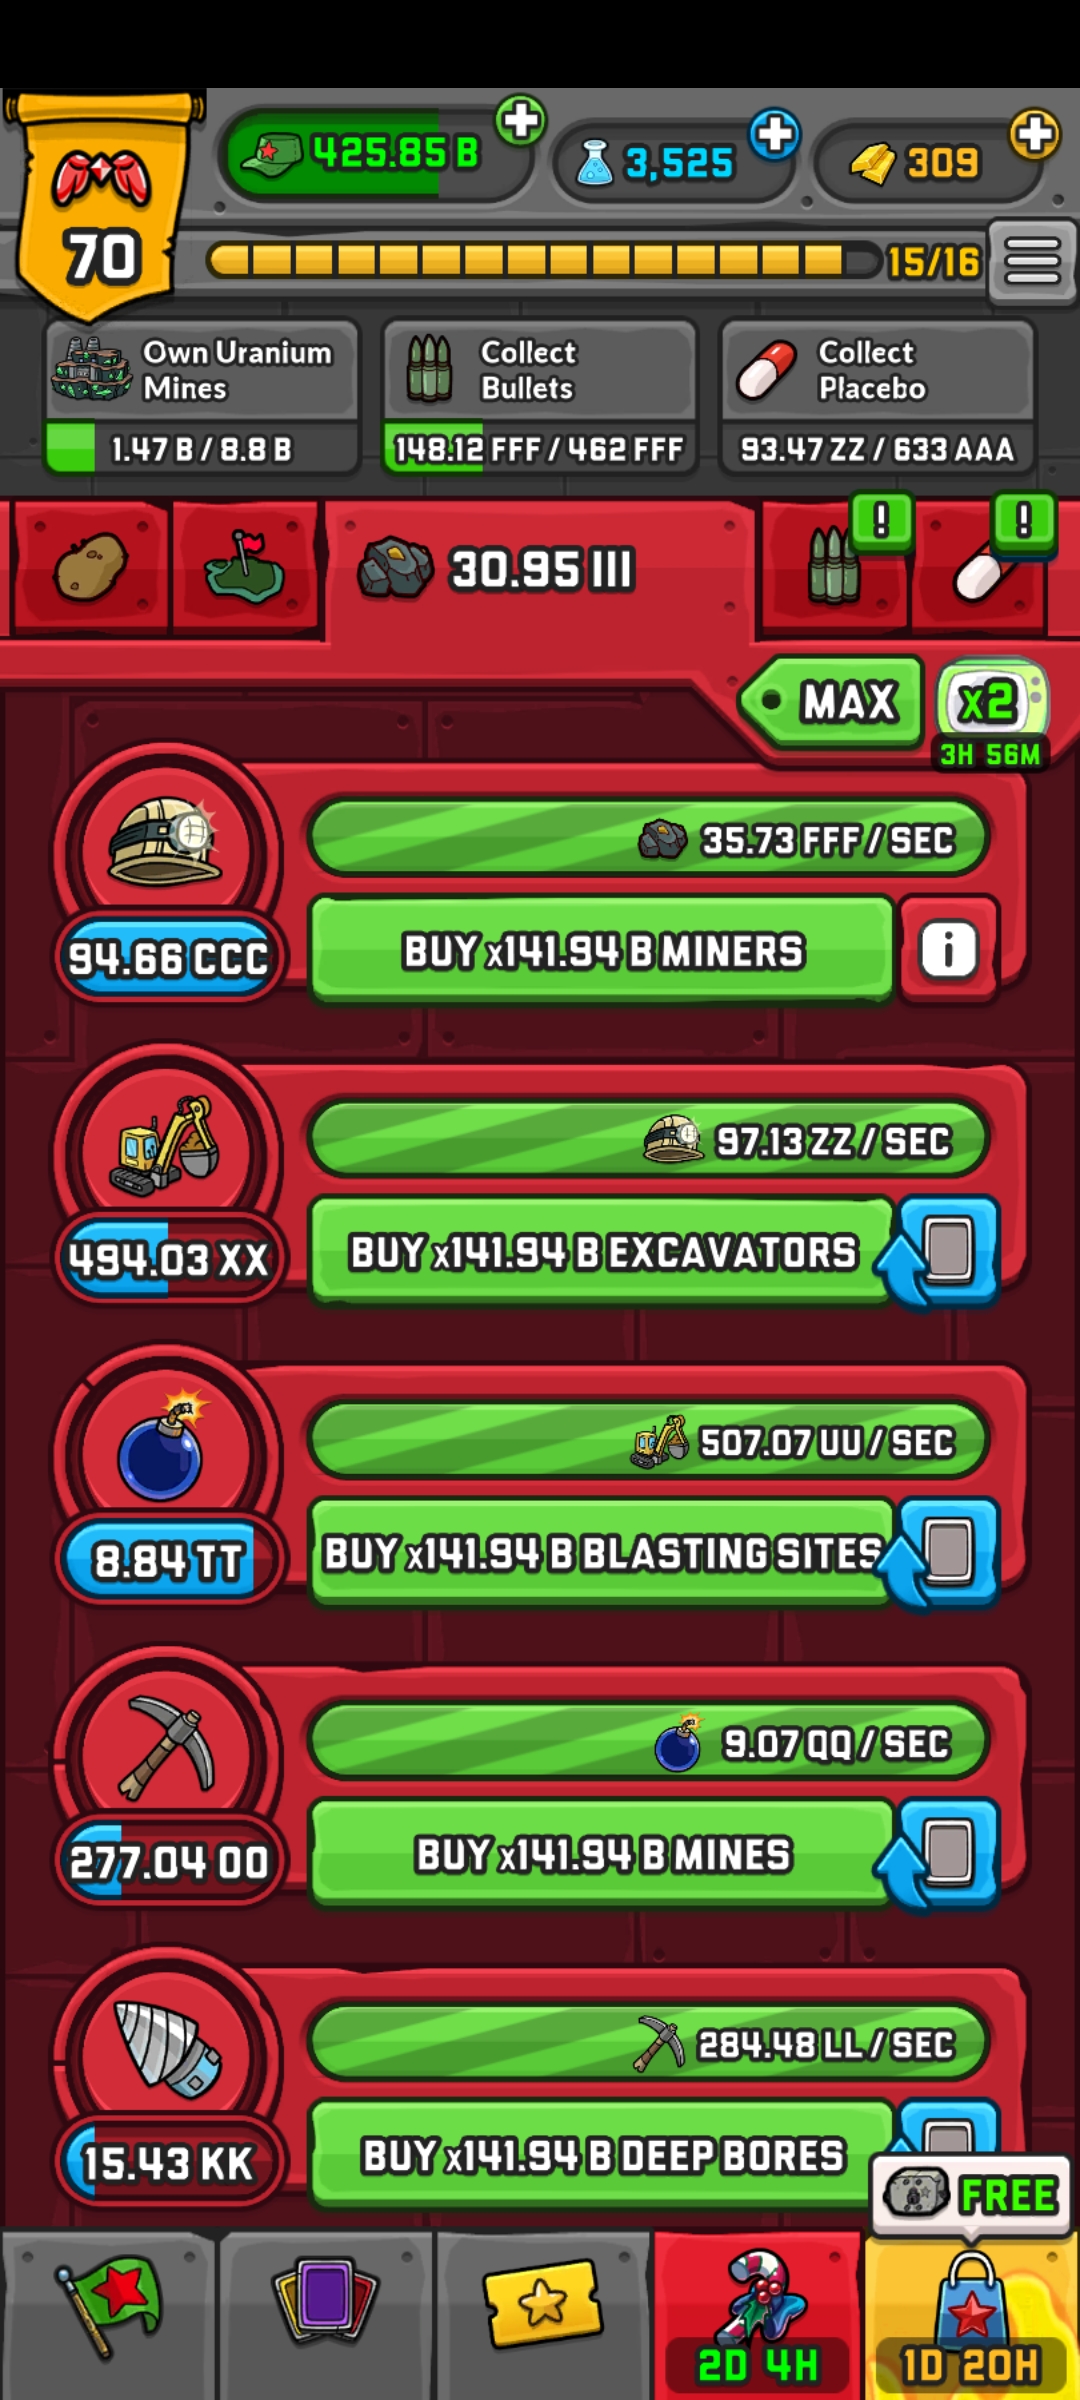 425.85 B
3,525
309
70
15/16
Own Uranium
Mines
1.47 B / 8.8 B
Collect
Bullets
148.12 FFF / 462 FFF
Collect
Placebo
93.47 ZZ / 633 AAA
!
!
30.95 III
MAX
x2
3H 56M
35.73 FFF / SEC
94.66 CCC
BUY x141.94 B MINERS
i
97.13 ZZ / SEC
494.03 XX
BUY x141.94 B EXCAVATORS
507.07 UU / SEC
8.84 TT
BUY x141.94 B BLASTING SITES
9.07 QQ / SEC
277.04 OO
BUY x141.94 B MINES
284.48 LL / SEC
15.43 KK
BUY x141.94 B DEEP BORES
FREE
2D 4H
1D 20H